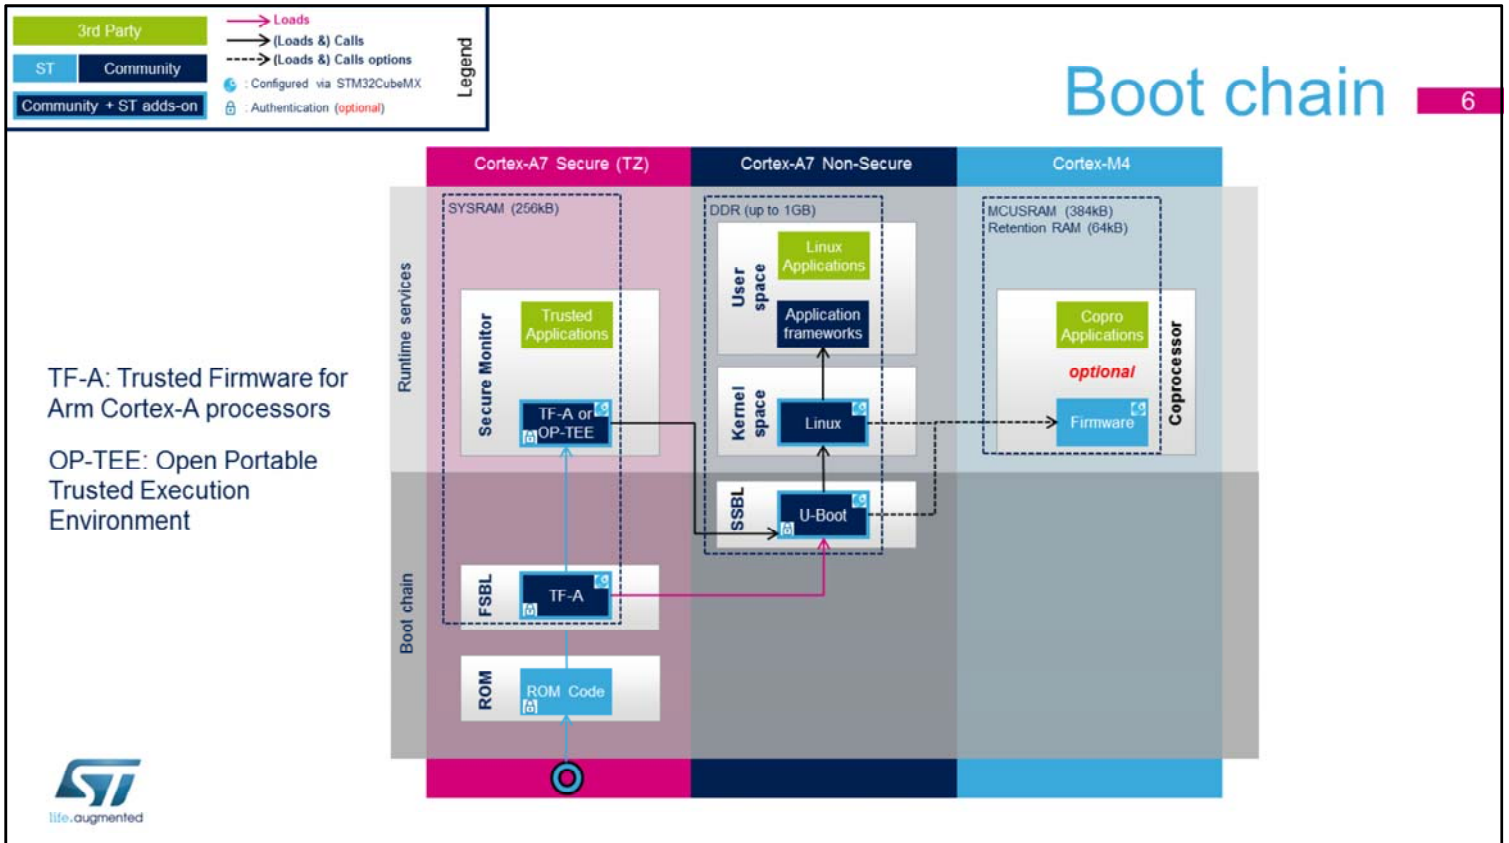 3rd Party
ST
Community
Community + ST adds-on
Loads
(Loads &) Calls
(Loads &) Calls options
: Configured via STM32CubeMX
: Authentication (optional)
Legend
Boot chain
6
Cortex-A7 Secure (TZ)
Cortex-A7 Non-Secure
Cortex-M4
Runtime services
Boot chain
SYSRAM (256kB)
Secure Monitor
Trusted
Applications
TF-A or
OP-TEE
FSBL
TF-A
ROM
ROM Code
DDR (up to 1GB)
User
space
Linux
Applications
Application
frameworks
Kernel
space
Linux
SSBL
U-Boot
MCUSRAM (384kB)
Retention RAM (64kB)
Copro
Applications
optional
Firmware
Coprocessor
TF-A: Trusted Firmware for
Arm Cortex-A processors
OP-TEE: Open Portable
Trusted Execution
Environment
ST
life.augmented